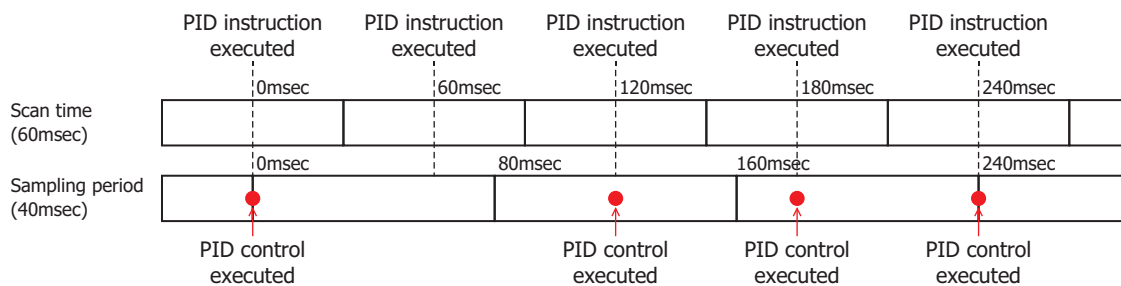 PID instruction executed
PID instruction executed
PID instruction executed
PID instruction executed
PID instruction executed
0msec
60msec
120msec
180msec
240msec
Scan time
(60msec)
0msec
80msec
160msec
240msec
Sampling period
(40msec)
PID control executed
PID control executed
PID control executed
PID control executed